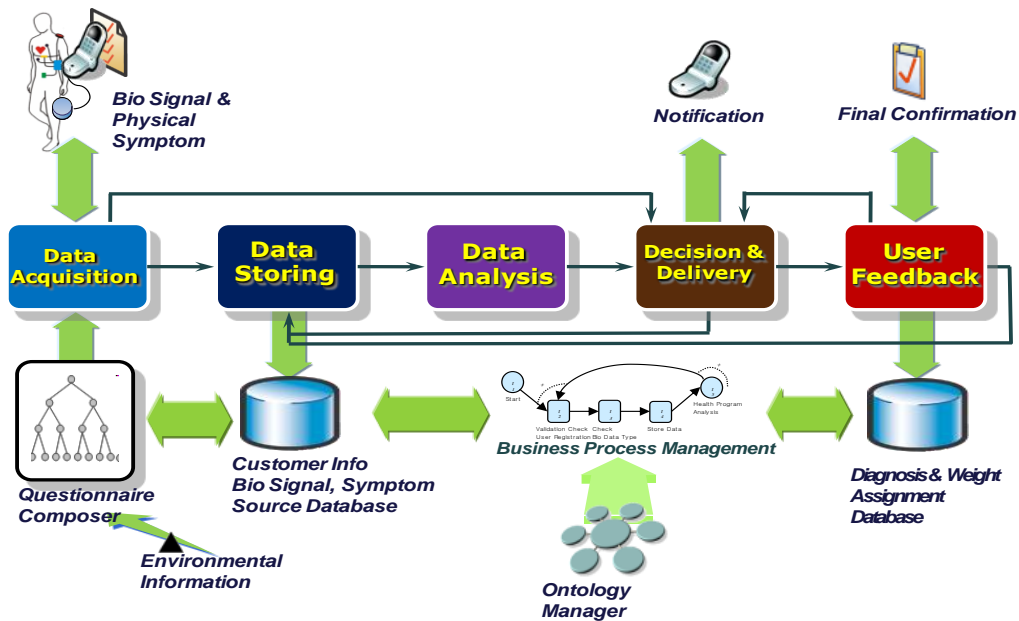 Bio Signal &
Physical
Symptom
Notification
Final Confirmation
Data
Acquisition
Data
Storing
Data
Analysis
Decision &
Delivery
User
Feedback
Start
Validation Check
User Registration
Check
Bio Data Type
Store Data
Health Program
Analysis
Business Process Management
Questionnaire
Composer
Customer Info
Bio Signal, Symptom
Source Database
Diagnosis & Weight
Assignment
Database
Environmental
Information
Ontology
Manager